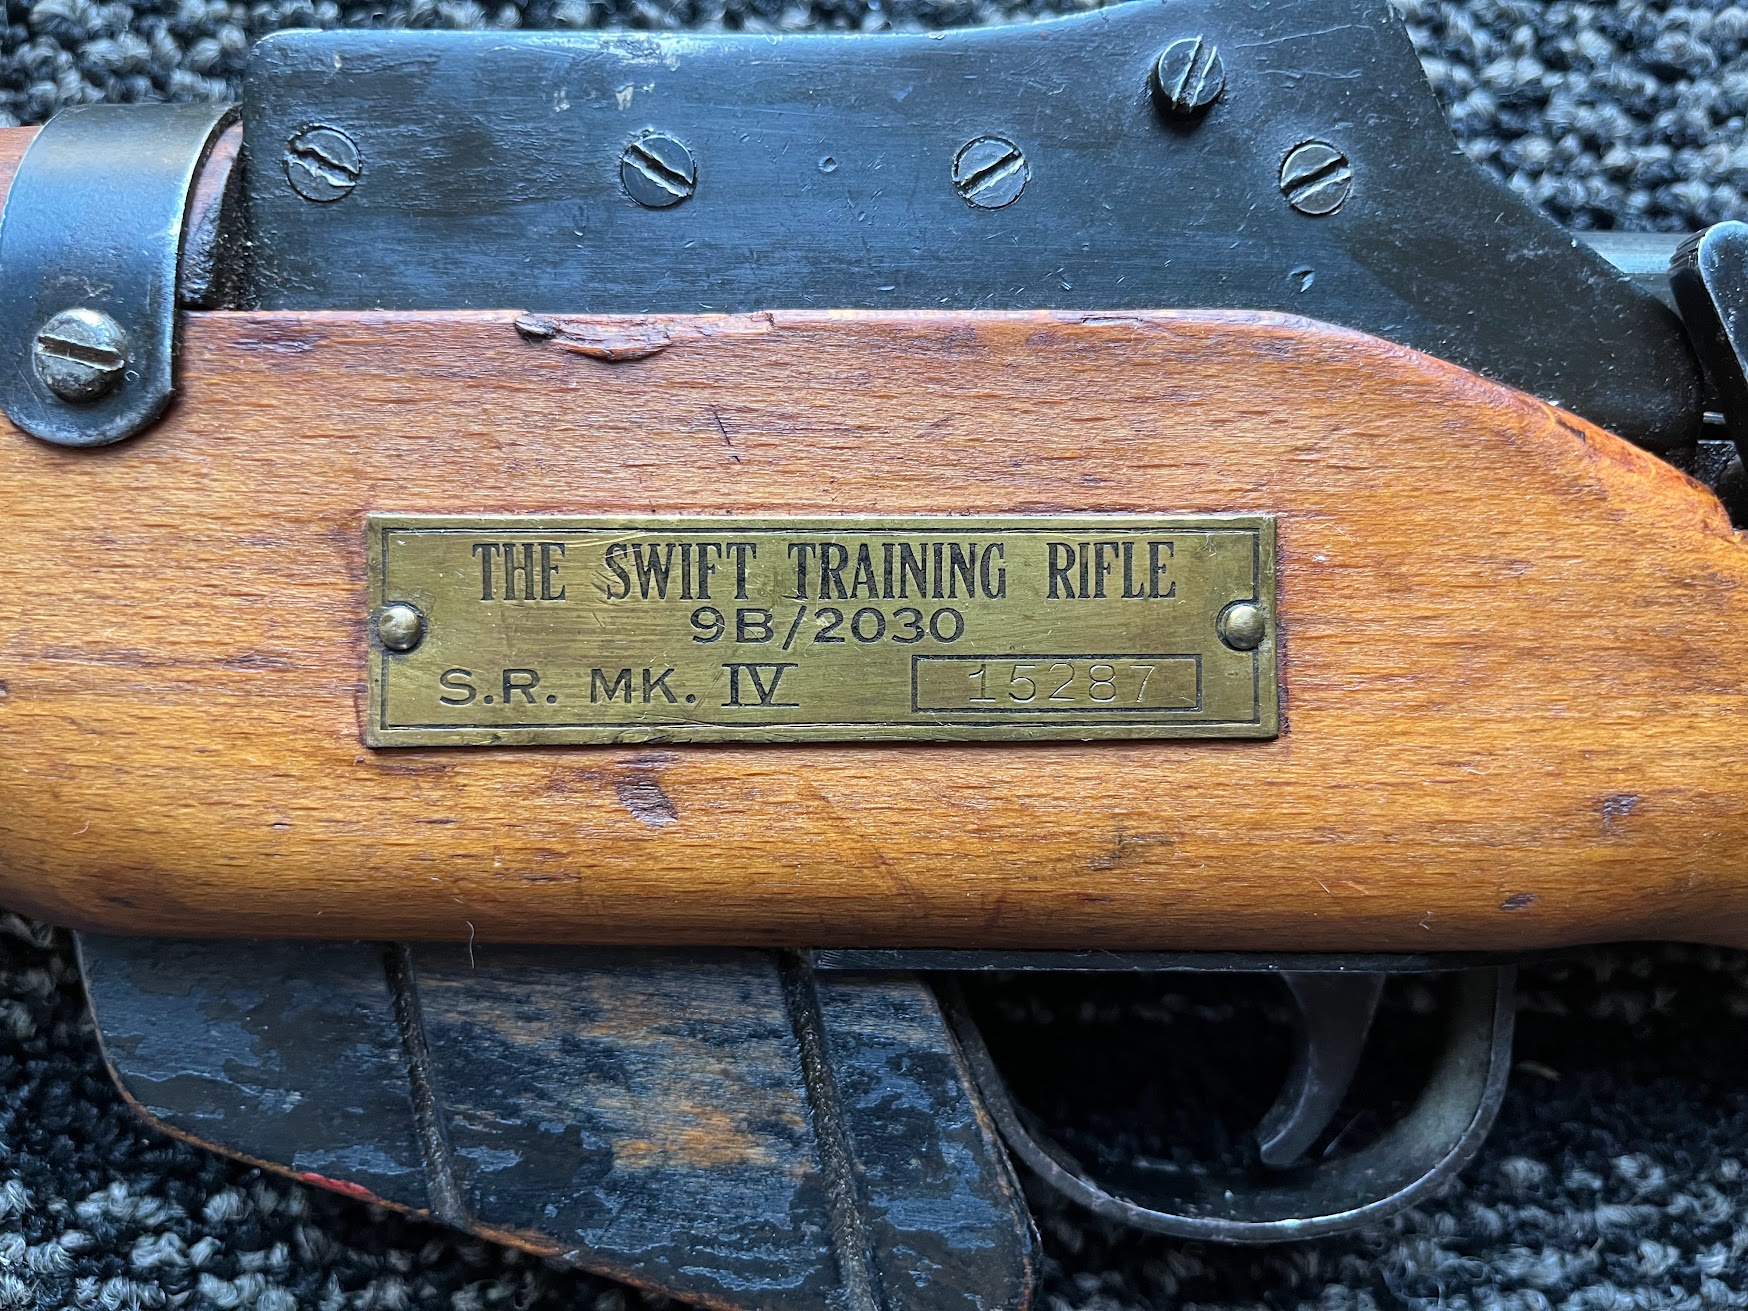 THE SWIFT TRAINING RIFLE
9B/2030
S.R. MK. IV 15287